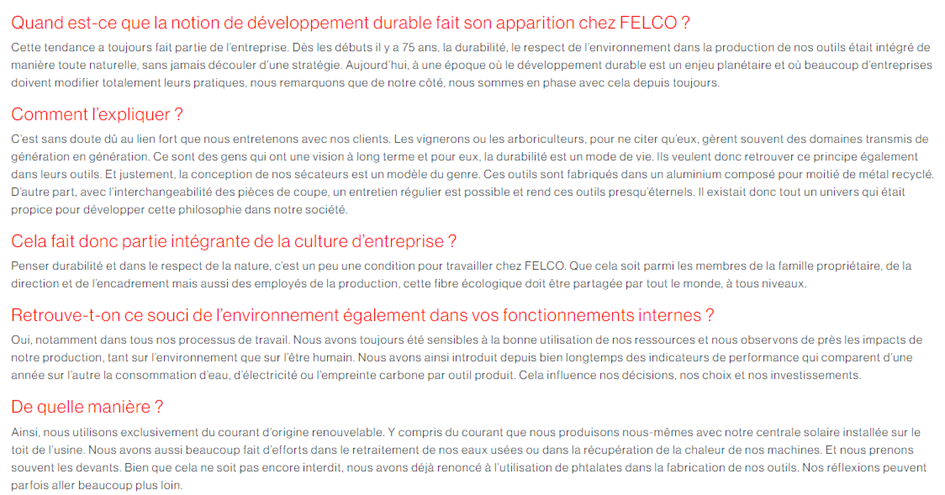 Quand est-ce que la notion de développement durable fait son apparition chez FELCO ?
Cette tendance a toujours fait partie de l'entreprise. Dès les débuts il y a 75 ans, la durabilité, le respect de l'environnement dans la production de nos outils était intégré de
manière toute naturelle, sans jamais découler d'une stratégie. Aujourd'hui, à une époque où le développement durable est un enjeu planétaire et où beaucoup d'entreprises
doivent modifier totalement leurs pratiques, nous remarquons que de notre côté, nous sommes en phase avec cela depuis toujours.
Comment l'expliquer ?
C'est sans doute dû au lien fort que nous entretenons avec nos clients. Les vignerons ou les arboriculteurs, pour ne citer qu'eux, gèrent souvent des domaines transmis de
génération en génération. Ce sont des gens qui ont une vision à long terme et pour eux, la durabilité est un mode de vie. Ils veulent donc retrouver ce principe également
dans leurs outils. Et justement, la conception de nos sécateurs est un modèle du genre. Ces outils sont fabriqués dans un aluminium composé pour moitié de métal recyclé.
D'autre part, avec l'interchangeabilité des pièces de coupe, un entretien régulier est possible et rend ces outils presqu'éternels. Il existait donc tout un univers qui était
propice pour développer cette philosophie dans notre société.
Cela fait donc partie intégrante de la culture d'entreprise ?
Penser durabilité et dans le respect de la nature, c'est un peu une condition pour travailler chez FELCO. Que cela soit parmi les membres de la famille propriétaire, de la
direction et de l'encadrement mais aussi des employés de la production, cette fibre écologique doit être partagée par tout le monde, à tous niveaux.
Retrouve-t-on ce souci de l'environnement également dans vos fonctionnements internes ?
Oui, notamment dans tous nos processus de travail. Nous avons toujours été sensibles à la bonne utilisation de nos ressources et nous observons de près les impacts de
notre production, tant sur l'environnement que sur l'être humain. Nous avons ainsi introduit depuis bien longtemps des indicateurs de performance qui comparent d'une
année sur l'autre la consommation d'eau, d'électricité ou l'empreinte carbone par outil produit. Cela influence nos décisions, nos choix et nos investissements.
De quelle manière ?
Ainsi, nous utilisons exclusivement du courant d'origine renouvelable. Y compris du courant que nous produisons nous-mêmes avec notre centrale solaire installée sur le
toit de l'usine. Nous avons aussi beaucoup fait d'efforts dans le retraitement de nos eaux usées ou dans la récupération de la chaleur de nos machines. Et nous prenons
souvent les devants. Bien que cela ne soit pas encore interdit, nous avons déjà renoncé à l'utilisation de phtalates dans la fabrication de nos outils. Nos réflexions peuvent
parfois aller beaucoup plus loin.